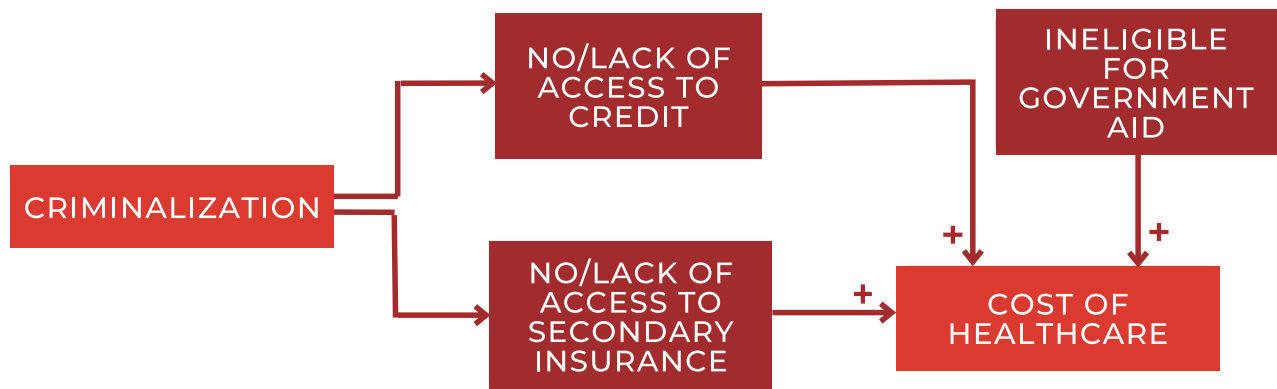 CRIMINALIZATION
NO/LACK OF
ACCESS TO
CREDIT
INELIGIBLE
FOR
GOVERNMENT
AID
+
+
NO/LACK OF
ACCESS TO
SECONDARY
INSURANCE
+
COST OF
HEALTHCARE